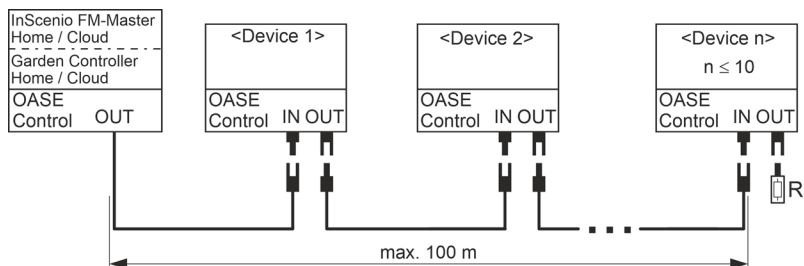 InScenio FM-Master
Home / Cloud
Garden Controller
Home / Cloud
OASE
Control OUT
<Device 1>
OASE
Control IN OUT
<Device 2>
OASE
Control IN OUT
<Device n>
n ≤ 10
OASE
Control IN OUT
R
max. 100 m